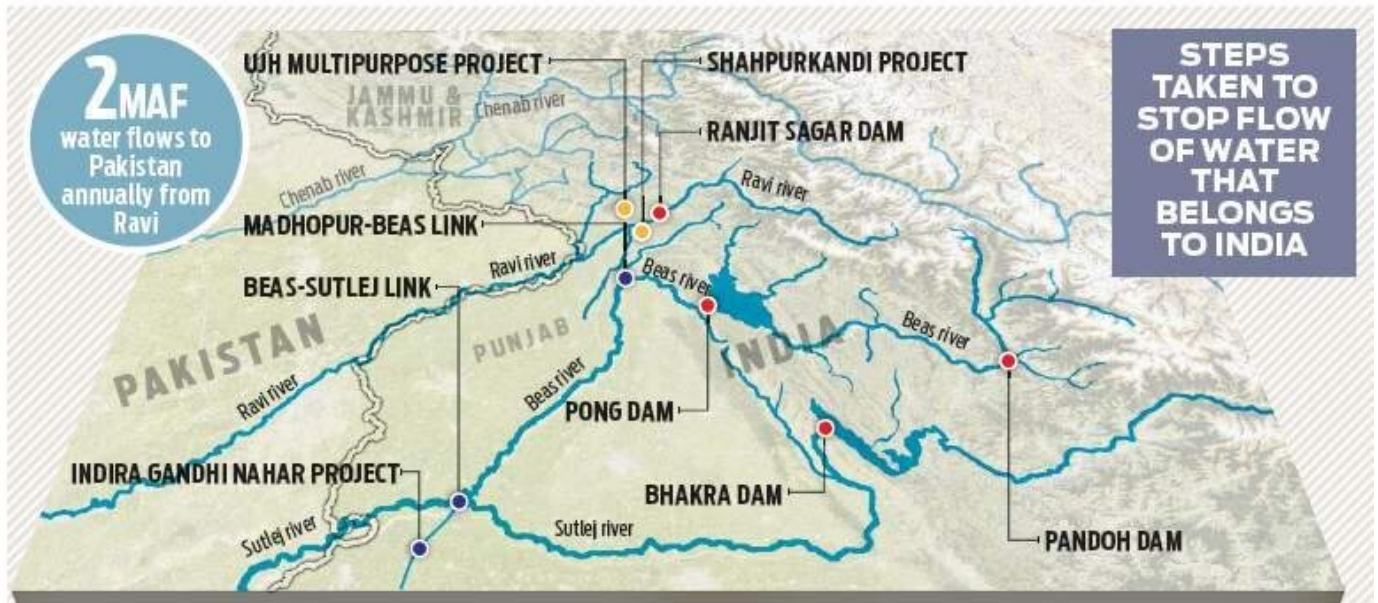 2MAF
water flows to
Pakistan
annually from
Ravi
STEPS
TAKEN TO
STOP FLOW
OF WATER
THAT
BELONGS
TO INDIA
UJH MULTIPURPOSE PROJECT
SHAHPURKANDI PROJECT
JAMMU &
KASHMIR
Chenab river
RANJIT SAGAR DAM
Chenab river
Ravi river
MADHOPUR-BEAS LINK
Ravi river
Beas river
BEAS-SUTLEJ LINK
PAKISTAN
PUNJAB
INDIA
Beas river
Ravi river
Beas river
PONG DAM
INDIRA GANDHI NAHAR PROJECT
BHAKRA DAM
Sutlej river
Sutlej river
PANDOH DAM